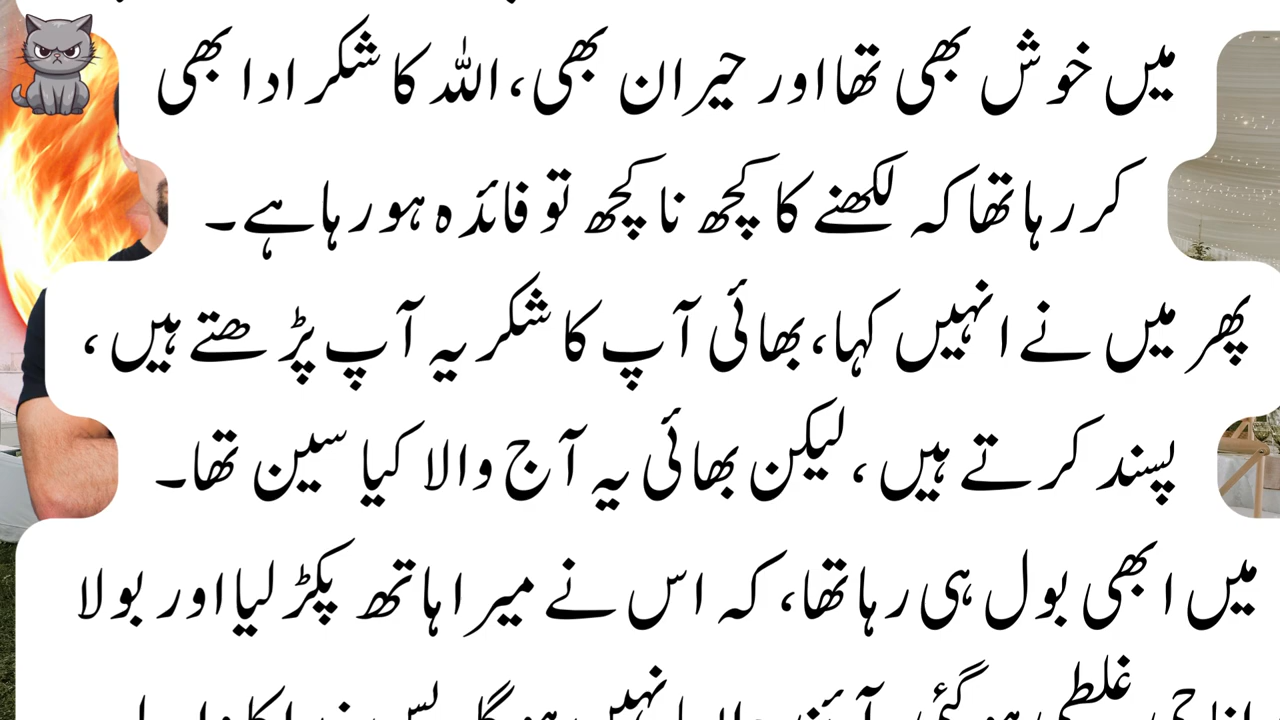 میں خوش بھی تھا اور حیران بھی، اللہ کا شکر ادا بھی
کر رہا تھا کہ لکھنے کا کچھ نا کچھ تو فائدہ ہو رہا ہے۔
پھر میں نے انہیں کہا، بھائی آپ کا شکریہ آپ پڑھتے ہیں،
پسند کرتے ہیں، لیکن بھائی یہ آج والا کیا سین تھا۔
میں ابھی بول ہی رہا تھا، کہ اس نے میرا ہاتھ پکڑ لیا اور بولا
غلطی ہو گئی